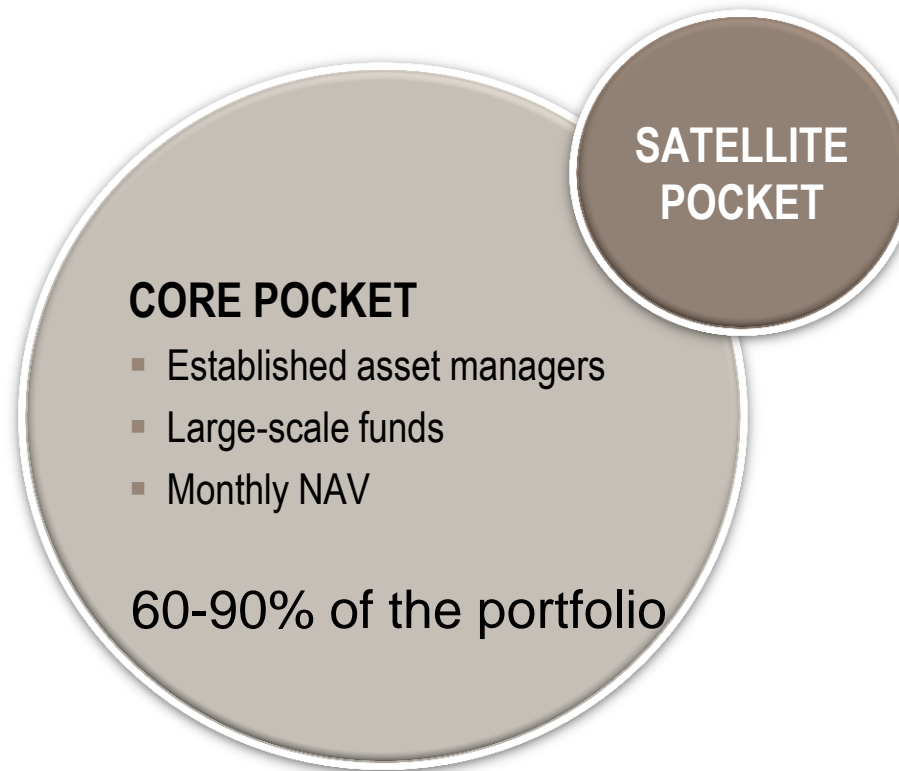 SATELLITE
POCKET
CORE POCKET
▪ Established asset managers
▪ Large-scale funds
▪ Monthly NAV
60-90% of the portfolio